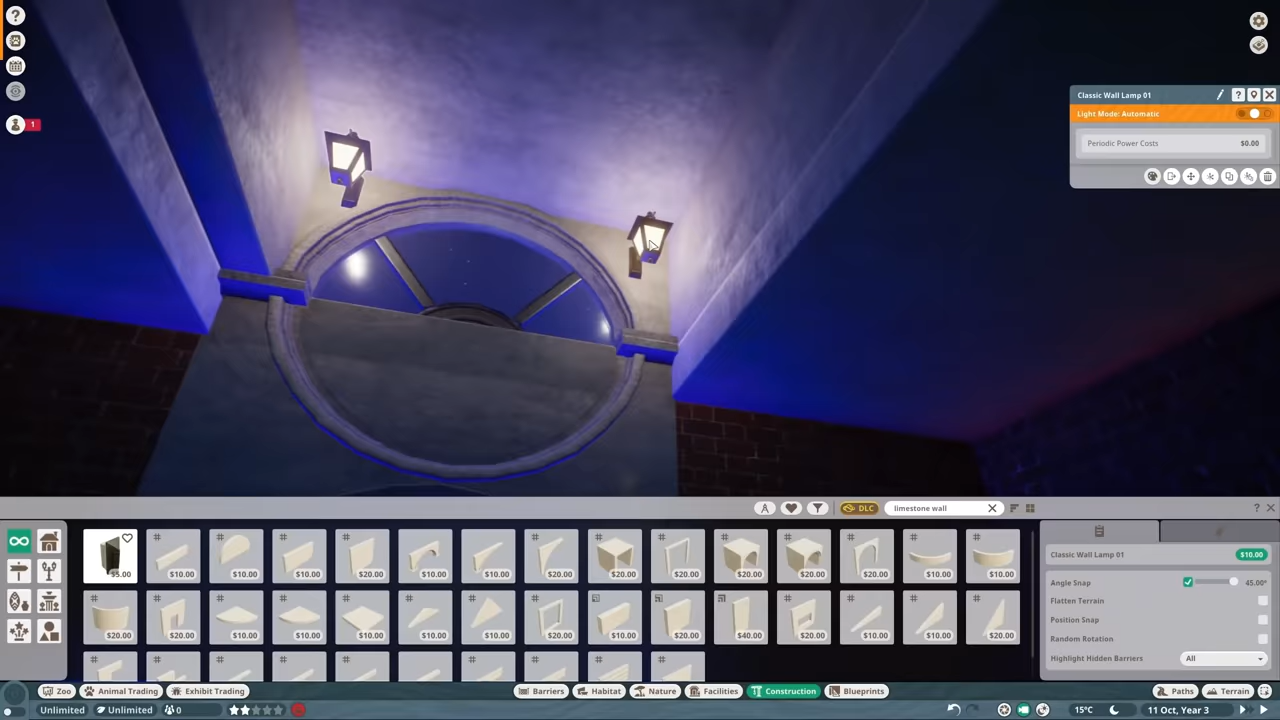 ?
1
Classic Wall Lamp 01
?
Light Mode: Automatic
Periodic Power Costs $0.00
A
DLC
limestone wall
?
$5.00 $10.00 $10.00 $10.00 $20.00 $10.00 $10.00 $20.00 $20.00 $20.00 $20.00 $20.00 $20.00 $10.00 $10.00
$20.00 $20.00 $10.00 $10.00 $10.00 $10.00 $10.00 $20.00 $10.00 $20.00 $40.00 $20.00 $10.00 $10.00 $20.00
Classic Wall Lamp 01 $10.00
Angle Snap 45.00°
Flatten Terrain
Position Snap
Random Rotation
Highlight Hidden Barriers All
Zoo Animal Trading Exhibit Trading Barriers Habitat Nature Facilities Construction Blueprints Paths Terrain
Unlimited Unlimited 0 15°C 11 Oct, Year 3